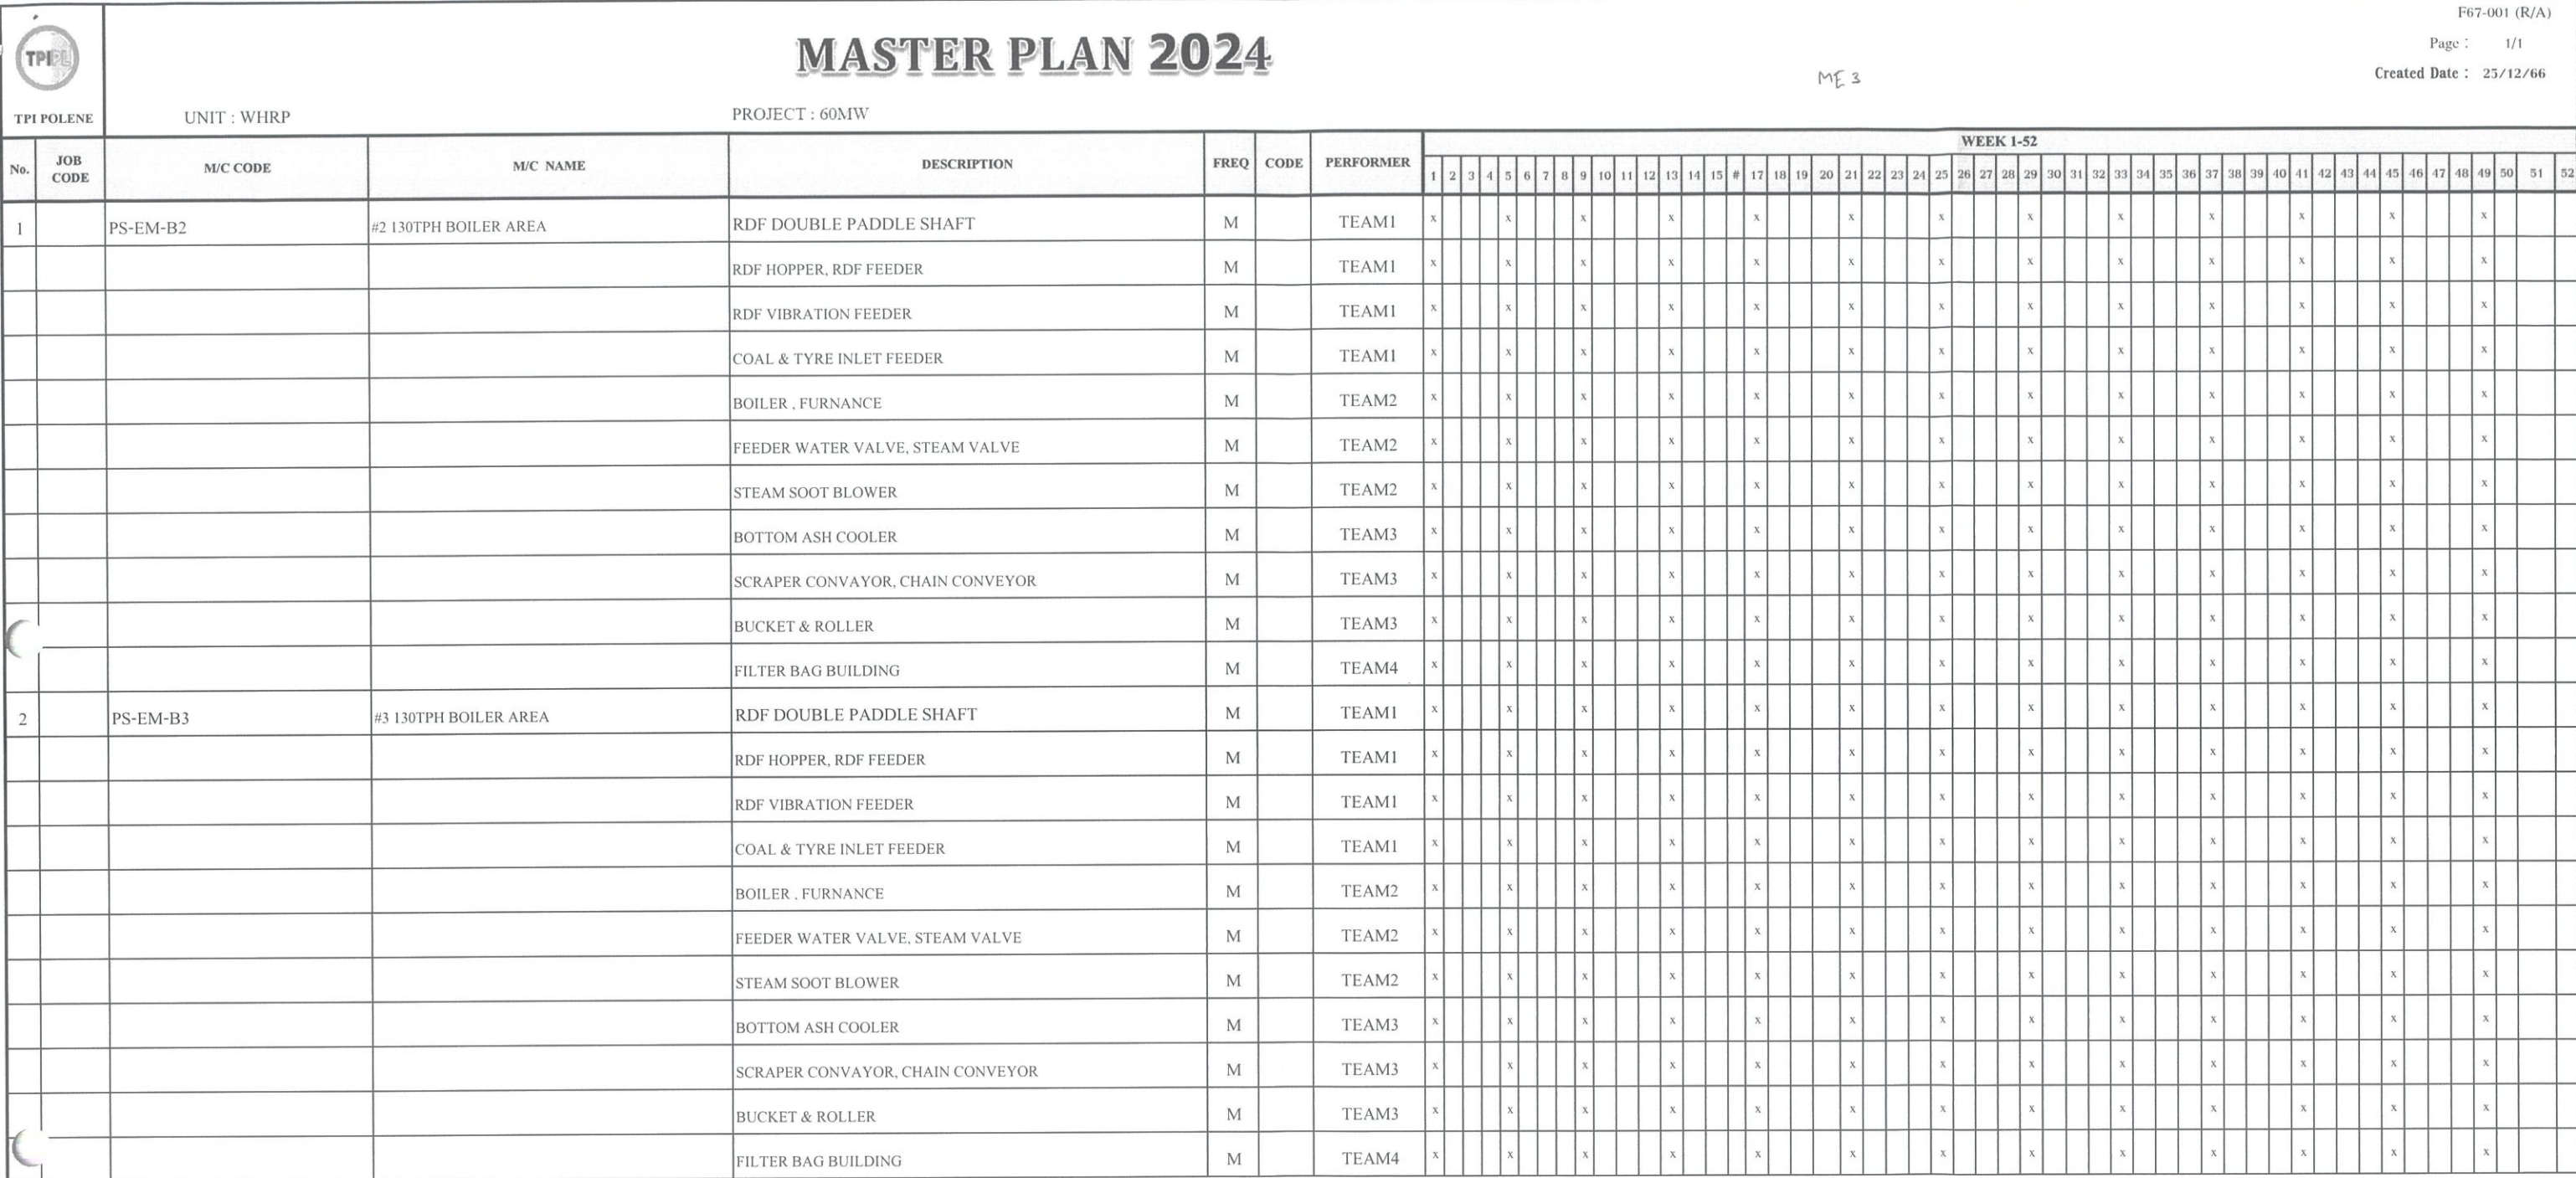 F67-001 (R/A)
TPIPL
MASTER PLAN 2024
Page : 1/1
ME 3
Created Date : 25/12/66
TPI POLENE UNIT : WHRP PROJECT : 60MW
No. JOB CODE M/C CODE M/C NAME DESCRIPTION FREQ CODE PERFORMER WEEK 1-52
1 2 3 4 5 6 7 8 9 10 11 12 13 14 15 # 17 18 19 20 21 22 23 24 25 26 27 28 29 30 31 32 33 34 35 36 37 38 39 40 41 42 43 44 45 46 47 48 49 50 51 52
1 PS-EM-B2 #2 130TPH BOILER AREA RDF DOUBLE PADDLE SHAFT M TEAM1 x x x x x x x x x x x x x
RDF HOPPER, RDF FEEDER M TEAM1 x x x x x x x x x x x x x
RDF VIBRATION FEEDER M TEAM1 x x x x x x x x x x x x x
COAL & TYRE INLET FEEDER M TEAM1 x x x x x x x x x x x x x
BOILER , FURNANCE M TEAM2 x x x x x x x x x x x x x
FEEDER WATER VALVE, STEAM VALVE M TEAM2 x x x x x x x x x x x x x
STEAM SOOT BLOWER M TEAM2 x x x x x x x x x x x x x
BOTTOM ASH COOLER M TEAM3 x x x x x x x x x x x x x
SCRAPER CONVAYOR, CHAIN CONVEYOR M TEAM3 x x x x x x x x x x x x x
BUCKET & ROLLER M TEAM3 x x x x x x x x x x x x x
FILTER BAG BUILDING M TEAM4 x x x x x x x x x x x x x
2 PS-EM-B3 #3 130TPH BOILER AREA RDF DOUBLE PADDLE SHAFT M TEAM1 x x x x x x x x x x x x x
RDF HOPPER, RDF FEEDER M TEAM1 x x x x x x x x x x x x x
RDF VIBRATION FEEDER M TEAM1 x x x x x x x x x x x x x
COAL & TYRE INLET FEEDER M TEAM1 x x x x x x x x x x x x x
BOILER , FURNANCE M TEAM2 x x x x x x x x x x x x x
FEEDER WATER VALVE, STEAM VALVE M TEAM2 x x x x x x x x x x x x x
STEAM SOOT BLOWER M TEAM2 x x x x x x x x x x x x x
BOTTOM ASH COOLER M TEAM3 x x x x x x x x x x x x x
SCRAPER CONVAYOR, CHAIN CONVEYOR M TEAM3 x x x x x x x x x x x x x
BUCKET & ROLLER M TEAM3 x x x x x x x x x x x x x
FILTER BAG BUILDING M TEAM4 x x x x x x x x x x x x x